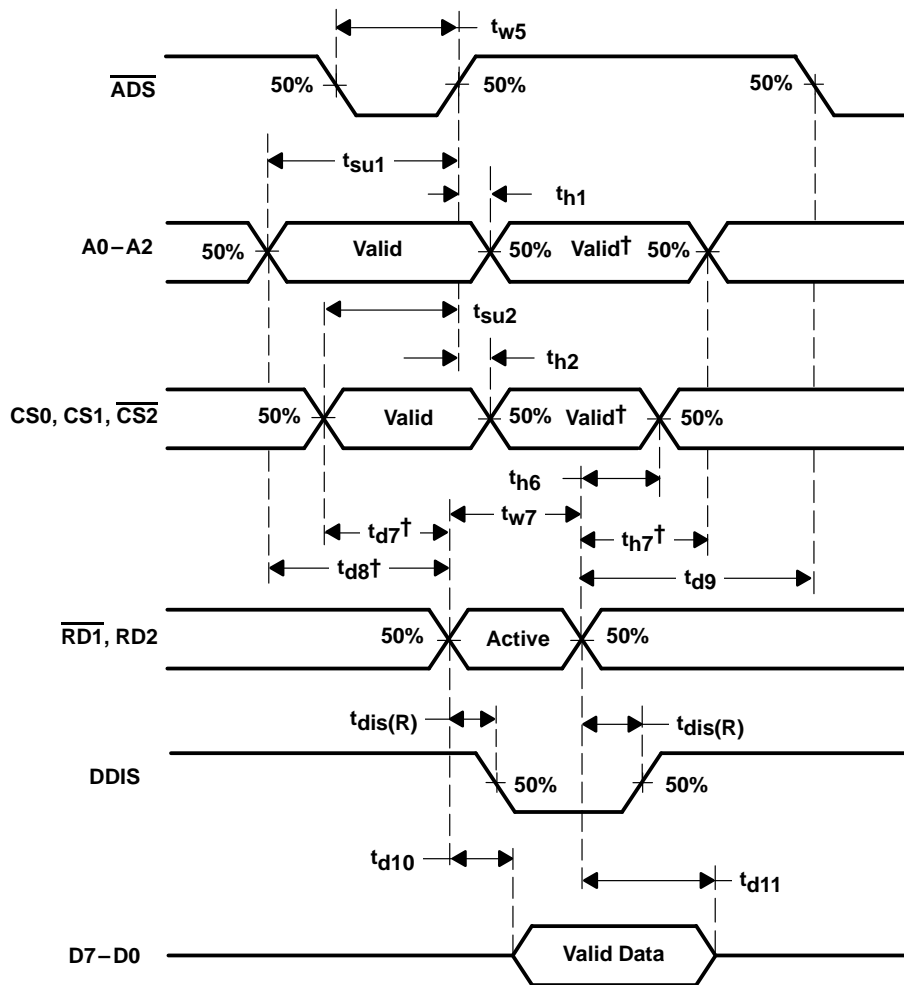 tw5
ADS
50%
50%
50%
tsu1
th1
A0–A2
50%
Valid
50%
Valid†
50%
tsu2
th2
CS0, CS1, CS2
50%
Valid
50%
Valid†
50%
th6
tw7
td7†
th7†
td8†
td9
RD1, RD2
50%
Active
50%
tdis(R)
tdis(R)
DDIS
50%
50%
td10
td11
D7–D0
Valid Data